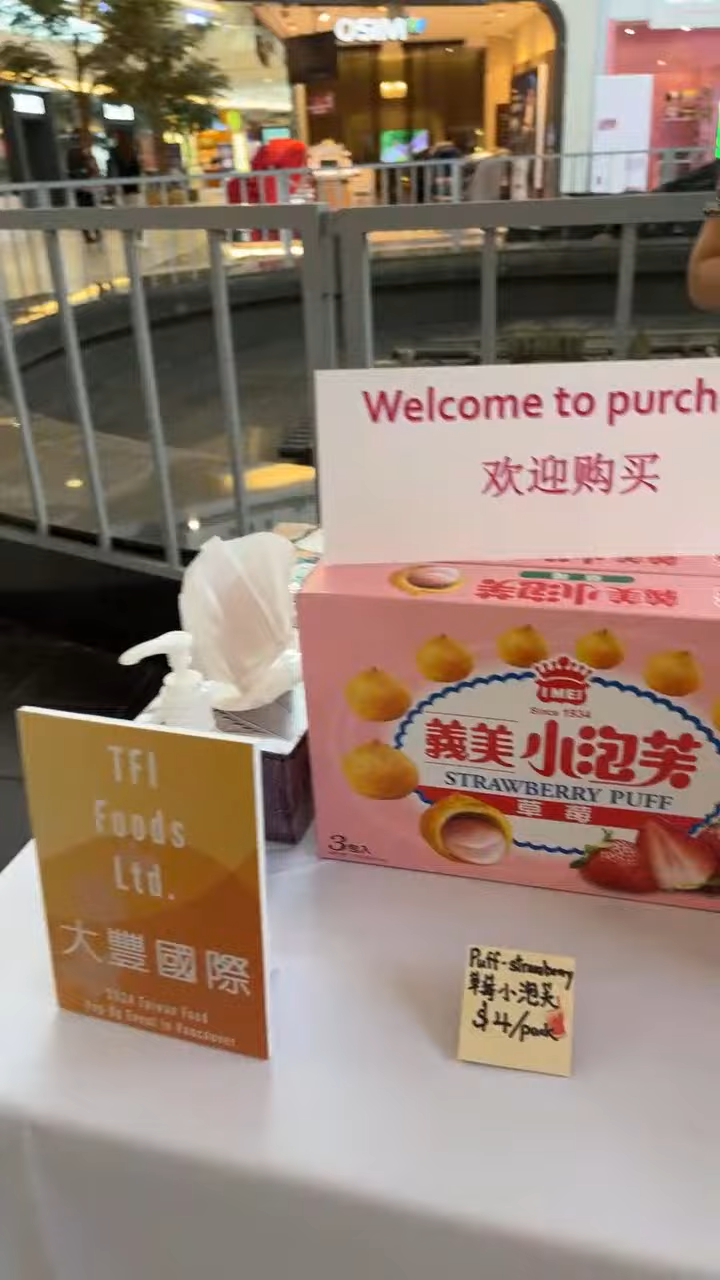 OSIM
Welcome to purch
欢迎购买
義美小泡芙
I MEI
Since 1934
義美小泡芙
STRAWBERRY PUFF
草莓
3包入
TFI
Foods
Ltd.
大豐國際
2024 Taiwan Food
Pop-Up Event in Vancouver
Puff-strawberry
草莓小泡芙
$4/pack